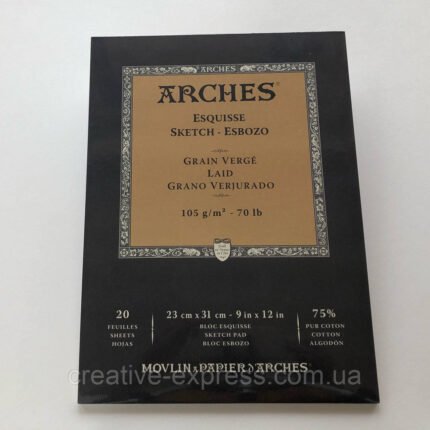 ARCHES
ARCHES
ESQUISSE
SKETCH - ESBOZO
GRAIN VERGÉ
LAID
GRANO VERJURADO
105 g/m² - 70 lb
20
FEUILLES
SHEETS
HOJAS
23 cm x 31 cm - 9 in x 12 in
BLOC ESQUISSE
SKETCH PAD
BLOC ESBOZO
75%
PUR COTON
COTTON
ALGODÓN
MOVLIN À PAPIER D ARCHES
creative-express.com.ua